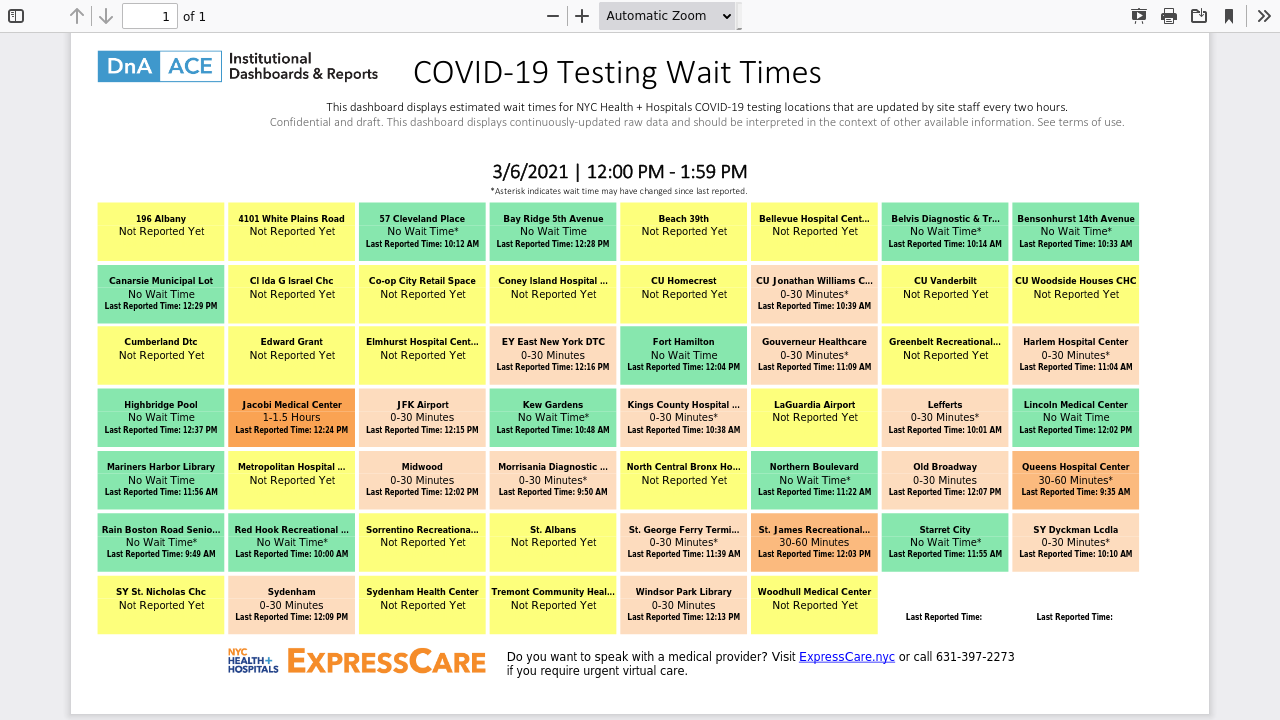 1 of 1
Automatic Zoom
DnA ACE Institutional Dashboards & Reports
COVID-19 Testing Wait Times
This dashboard displays estimated wait times for NYC Health + Hospitals COVID-19 testing locations that are updated by site staff every two hours.
Confidential and draft. This dashboard displays continuously-updated raw data and should be interpreted in the context of other available information. See terms of use.
3/6/2021 | 12:00 PM - 1:59 PM
*Asterisk indicates wait time may have changed since last reported.
196 Albany
Not Reported Yet
4101 White Plains Road
Not Reported Yet
57 Cleveland Place
No Wait Time*
Last Reported Time: 10:12 AM
Bay Ridge 5th Avenue
No Wait Time
Last Reported Time: 12:28 PM
Beach 39th
Not Reported Yet
Bellevue Hospital Cent...
Not Reported Yet
Belvis Diagnostic & Tr...
No Wait Time*
Last Reported Time: 10:14 AM
Bensonhurst 14th Avenue
No Wait Time*
Last Reported Time: 10:33 AM
Canarsie Municipal Lot
No Wait Time
Last Reported Time: 12:29 PM
Cl Ida G Israel Chc
Not Reported Yet
Co-op City Retail Space
Not Reported Yet
Coney Island Hospital ...
Not Reported Yet
CU Homecrest
Not Reported Yet
CU Jonathan Williams C...
0-30 Minutes*
Last Reported Time: 10:39 AM
CU Vanderbilt
Not Reported Yet
CU Woodside Houses CHC
Not Reported Yet
Cumberland Dtc
Not Reported Yet
Edward Grant
Not Reported Yet
Elmhurst Hospital Cent...
Not Reported Yet
EY East New York DTC
0-30 Minutes
Last Reported Time: 12:16 PM
Fort Hamilton
No Wait Time
Last Reported Time: 12:04 PM
Gouverneur Healthcare
0-30 Minutes*
Last Reported Time: 11:09 AM
Greenbelt Recreational...
Not Reported Yet
Harlem Hospital Center
0-30 Minutes*
Last Reported Time: 11:04 AM
Highbridge Pool
No Wait Time
Last Reported Time: 12:37 PM
Jacobi Medical Center
1-1.5 Hours
Last Reported Time: 12:24 PM
JFK Airport
0-30 Minutes
Last Reported Time: 12:15 PM
Kew Gardens
No Wait Time*
Last Reported Time: 10:48 AM
Kings County Hospital ...
0-30 Minutes*
Last Reported Time: 10:38 AM
LaGuardia Airport
Not Reported Yet
Lefferts
0-30 Minutes*
Last Reported Time: 10:01 AM
Lincoln Medical Center
No Wait Time
Last Reported Time: 12:02 PM
Mariners Harbor Library
No Wait Time
Last Reported Time: 11:56 AM
Metropolitan Hospital ...
Not Reported Yet
Midwood
0-30 Minutes
Last Reported Time: 12:02 PM
Morrisania Diagnostic ...
0-30 Minutes*
Last Reported Time: 9:50 AM
North Central Bronx Ho...
Not Reported Yet
Northern Boulevard
No Wait Time*
Last Reported Time: 11:22 AM
Old Broadway
0-30 Minutes
Last Reported Time: 12:07 PM
Queens Hospital Center
30-60 Minutes*
Last Reported Time: 9:35 AM
Rain Boston Road Senio...
No Wait Time*
Last Reported Time: 9:49 AM
Red Hook Recreational ...
No Wait Time*
Last Reported Time: 10:00 AM
Sorrentino Recreationa...
Not Reported Yet
St. Albans
Not Reported Yet
St. George Ferry Termi...
0-30 Minutes*
Last Reported Time: 11:39 AM
St. James Recreational...
30-60 Minutes
Last Reported Time: 12:03 PM
Starret City
No Wait Time*
Last Reported Time: 11:55 AM
SY Dyckman Lcdla
0-30 Minutes*
Last Reported Time: 10:10 AM
SY St. Nicholas Chc
Not Reported Yet
Sydenham
0-30 Minutes
Last Reported Time: 12:09 PM
Sydenham Health Center
Not Reported Yet
Tremont Community Heal...
Not Reported Yet
Windsor Park Library
0-30 Minutes
Last Reported Time: 12:13 PM
Woodhull Medical Center
Not Reported Yet
Last Reported Time:
Last Reported Time:
NYC HEALTH+ HOSPITALS
EXPRESSCARE
Do you want to speak with a medical provider? Visit ExpressCare.nyc or call 631-397-2273
if you require urgent virtual care.